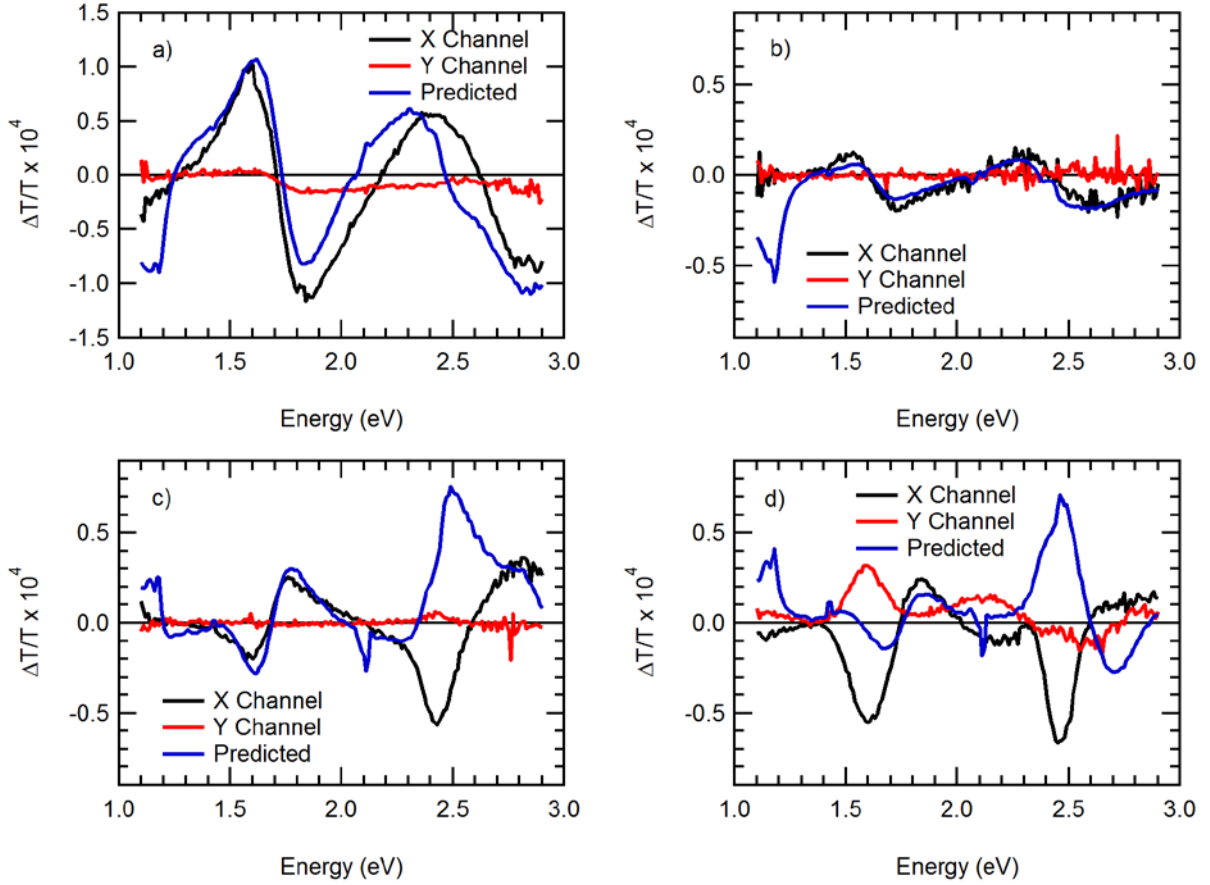 a)
X Channel
Y Channel
Predicted
1.0
0.5
0.0
-0.5
-1.0
-1.5
ΔT/T x 10⁴
1.0 1.5 2.0 2.5 3.0
Energy (eV)
b)
0.5
0.0
-0.5
ΔT/T x 10⁴
X Channel
Y Channel
Predicted
1.0 1.5 2.0 2.5 3.0
Energy (eV)
c)
0.5
0.0
-0.5
ΔT/T x 10⁴
X Channel
Y Channel
Predicted
1.0 1.5 2.0 2.5 3.0
Energy (eV)
d)
X Channel
Y Channel
Predicted
0.5
0.0
-0.5
ΔT/T x 10⁴
1.0 1.5 2.0 2.5 3.0
Energy (eV)